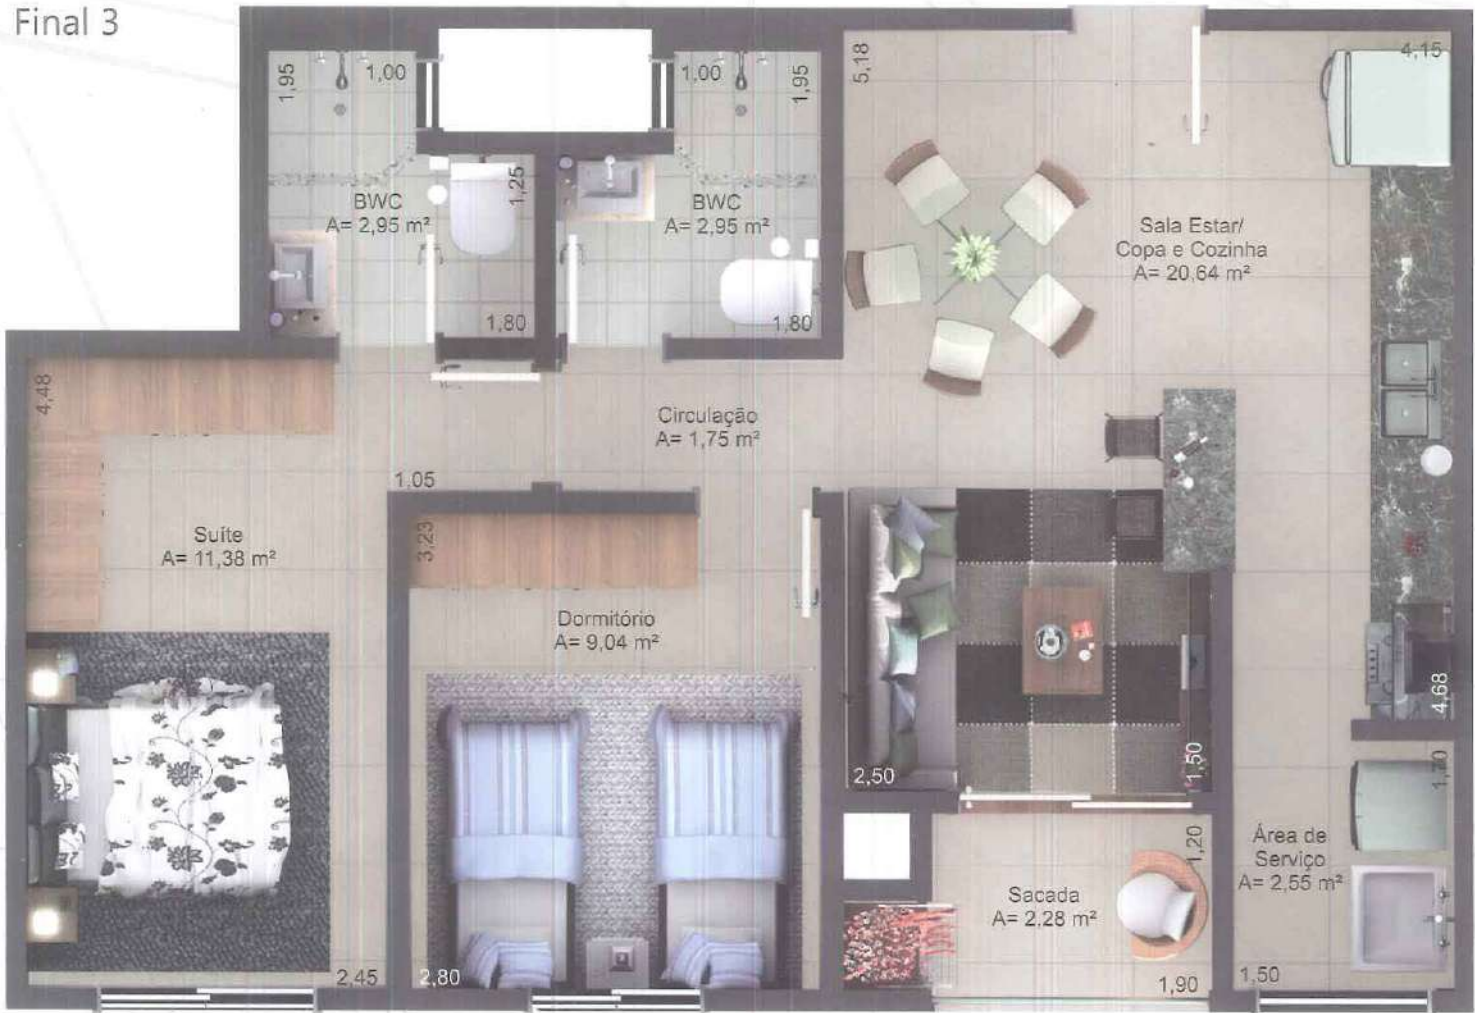 Final 3
1,95
1,00
1,00
1,95
5,18
4,15
1,25
BWC
A= 2,95 m²
BWC
A= 2,95 m²
Sala Estar/
Copa e Cozinha
A= 20,64 m²
1,80
1,80
4,48
Circulação
A= 1,75 m²
1,05
Suíte
A= 11,38 m²
3,23
Dormitório
A= 9,04 m²
4,68
2,50
1,50
1,70
1,20
Área de
Serviço
A= 2,55 m²
Sacada
A= 2,28 m²
2,45
2,80
1,90
1,50